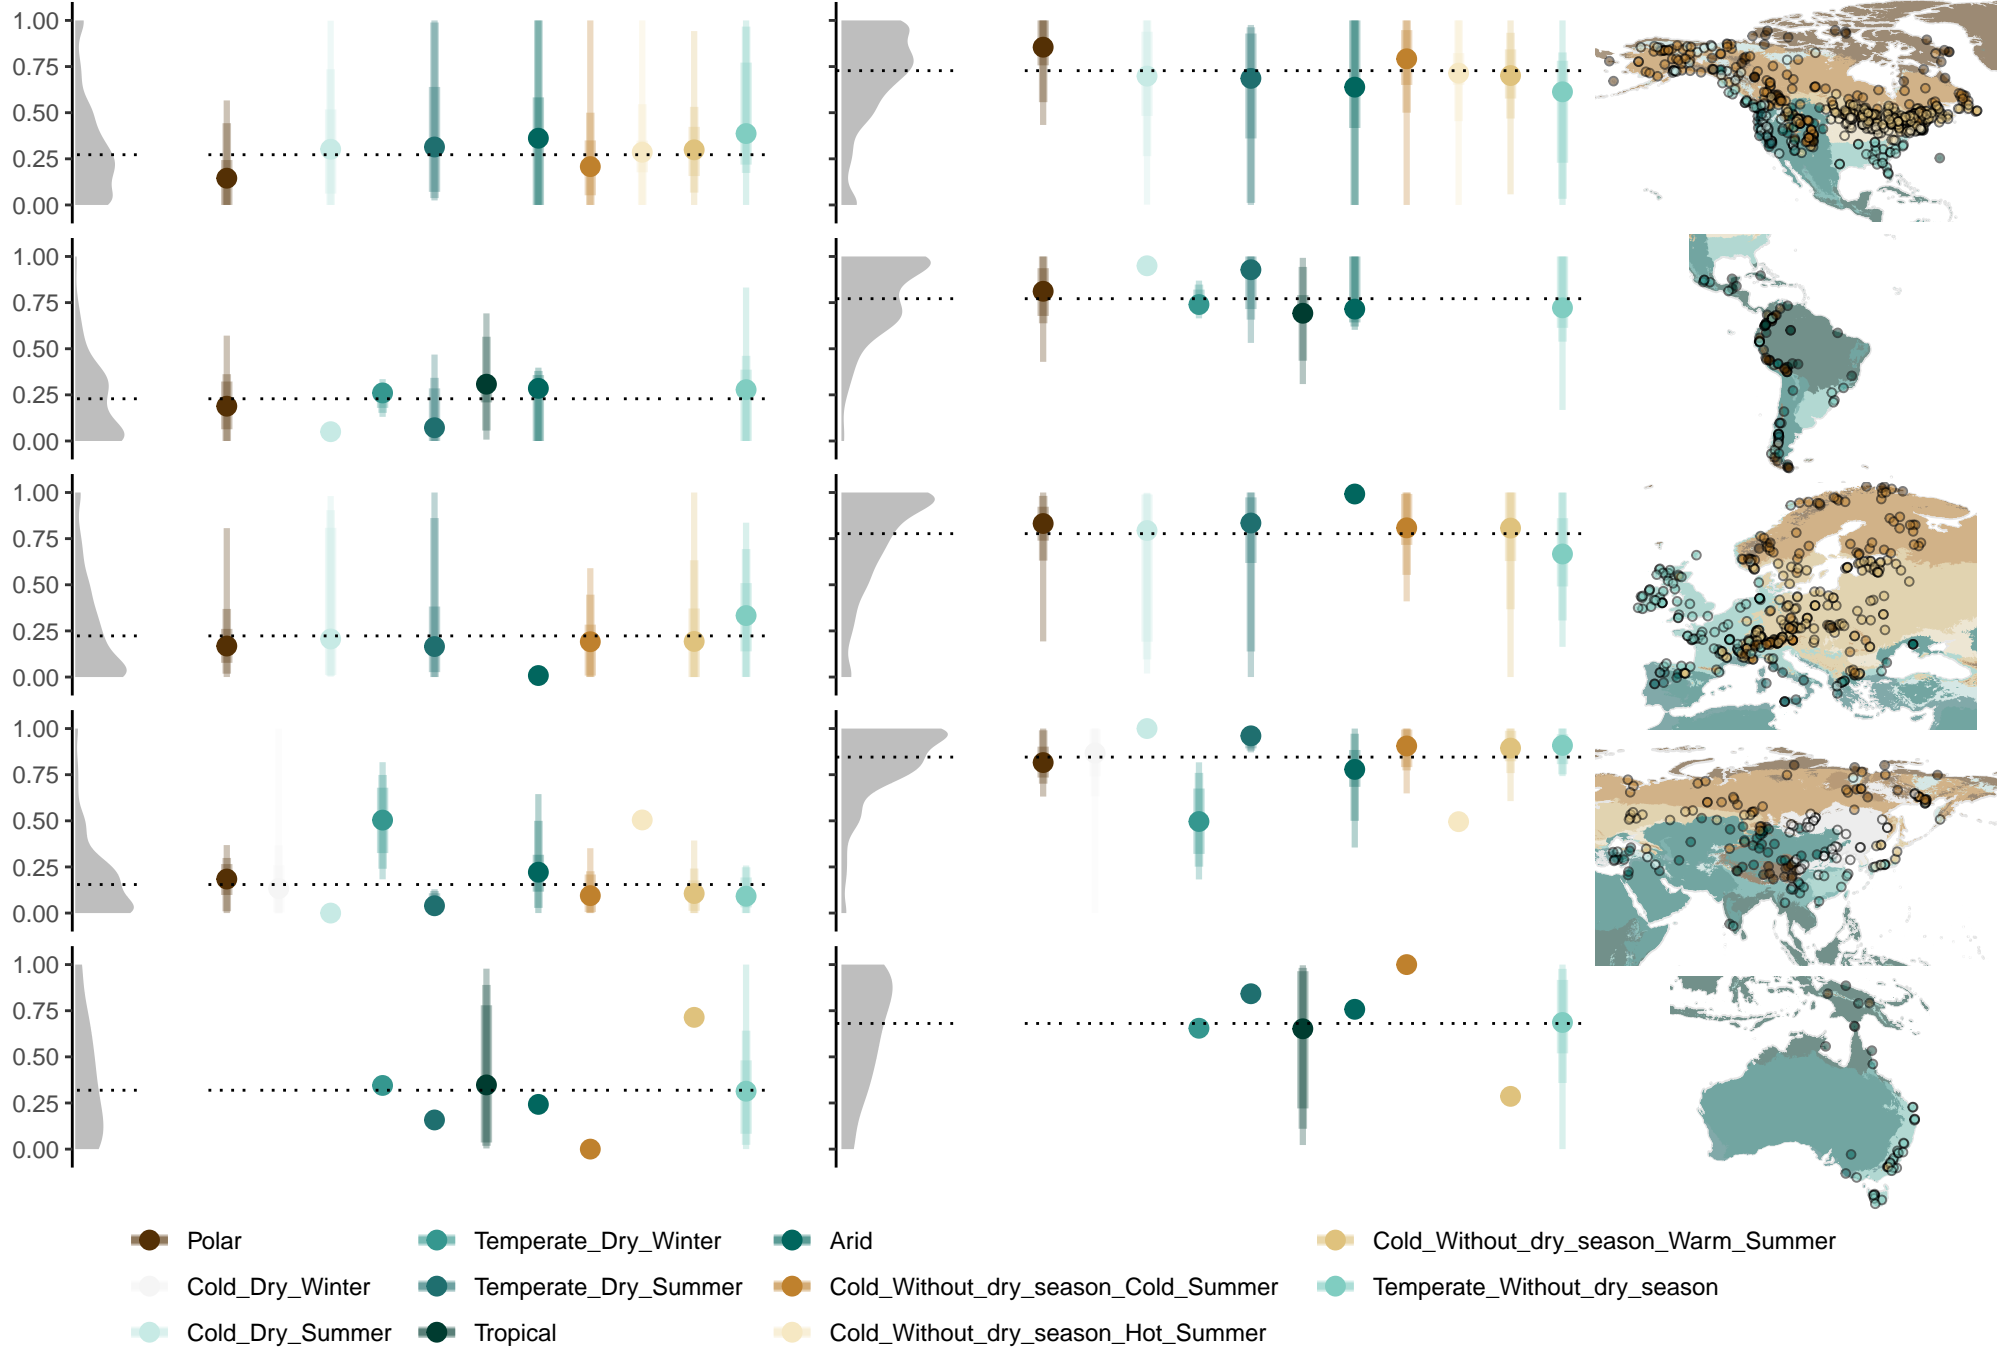 1.00
0.75
0.50
0.25
0.00
1.00
0.75
0.50
0.25
0.00
1.00
0.75
0.50
0.25
0.00
1.00
0.75
0.50
0.25
0.00
1.00
0.75
0.50
0.25
0.00
Polar
Temperate_Dry_Winter
Arid
Cold_Without_dry_season_Warm_Summer
Cold_Dry_Winter
Temperate_Dry_Summer
Cold_Without_dry_season_Cold_Summer
Temperate_Without_dry_season
Cold_Dry_Summer
Tropical
Cold_Without_dry_season_Hot_Summer